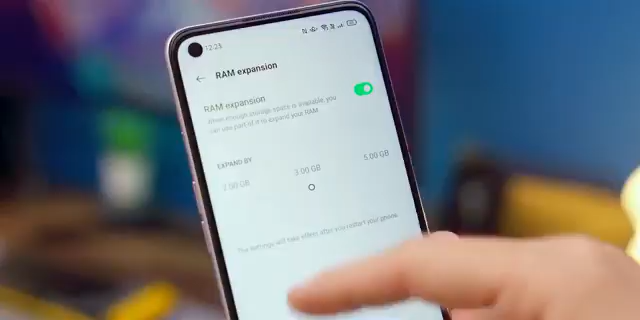 12:23
RAM expansion
RAM expansion
When enough storage space is available, you
can use part of it to expand your RAM.
EXPAND BY
2.00 GB
3.00 GB
5.00 GB
The settings will take effect after you restart your phone.